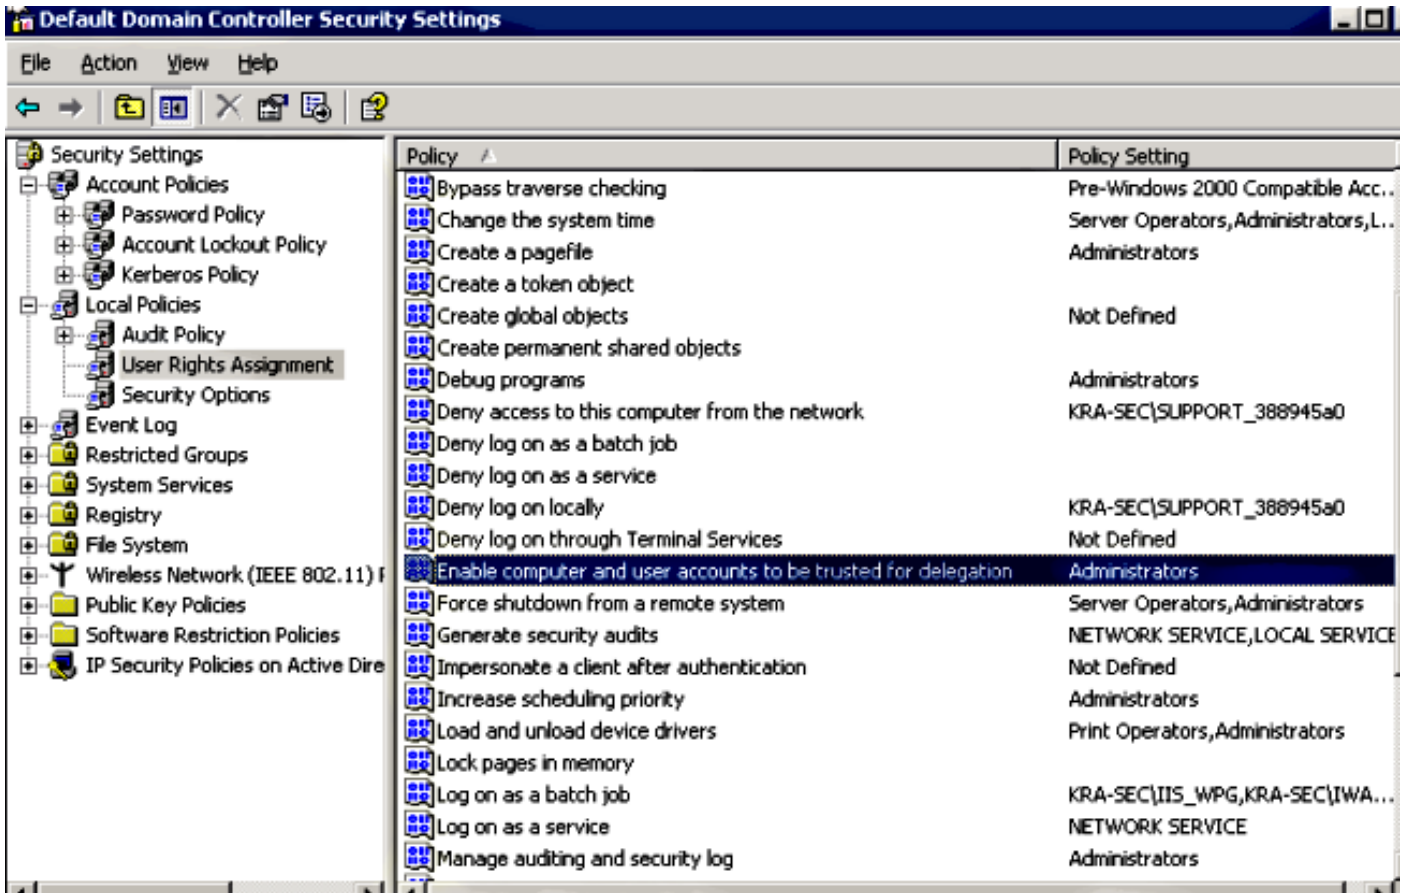 Default Domain Controller Security Settings
File Action View Help
Security Settings
Account Policies
Password Policy
Account Lockout Policy
Kerberos Policy
Local Policies
Audit Policy
User Rights Assignment
Security Options
Event Log
Restricted Groups
System Services
Registry
File System
Wireless Network (IEEE 802.11) P
Public Key Policies
Software Restriction Policies
IP Security Policies on Active Dire
Policy Policy Setting
Bypass traverse checking Pre-Windows 2000 Compatible Acc...
Change the system time Server Operators,Administrators,L...
Create a pagefile Administrators
Create a token object
Create global objects Not Defined
Create permanent shared objects
Debug programs Administrators
Deny access to this computer from the network KRA-SEC\SUPPORT_388945a0
Deny log on as a batch job
Deny log on as a service
Deny log on locally KRA-SEC\SUPPORT_388945a0
Deny log on through Terminal Services Not Defined
Enable computer and user accounts to be trusted for delegation Administrators
Force shutdown from a remote system Server Operators,Administrators
Generate security audits NETWORK SERVICE,LOCAL SERVICE
Impersonate a client after authentication Not Defined
Increase scheduling priority Administrators
Load and unload device drivers Print Operators,Administrators
Lock pages in memory
Log on as a batch job KRA-SEC\IIS_WPG,KRA-SEC\IWA...
Log on as a service NETWORK SERVICE
Manage auditing and security log Administrators